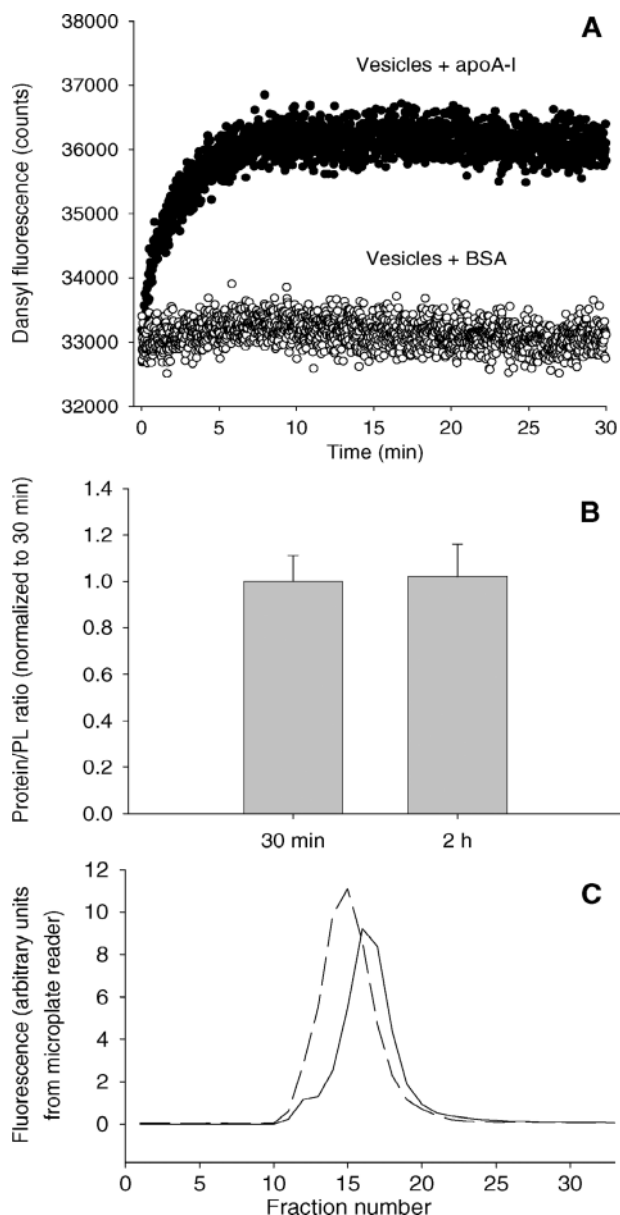 A
38000
37000
36000
35000
34000
33000
32000
Dansyl fluorescence (counts)
Vesicles + apoA-I
Vesicles + BSA
0 5 10 15 20 25 30
Time (min)
B
1.4
1.2
1.0
0.8
0.6
0.4
0.2
0.0
Protein/PL ratio (normalized to 30 min)
30 min 2 h
C
12
10
8
6
4
2
0
Fluorescence (arbitrary units
from microplate reader)
0 5 10 15 20 25 30
Fraction number